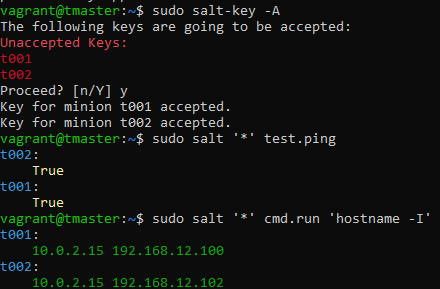 vagrant@tmaster:~$ sudo salt-key -A
The following keys are going to be accepted:
Unaccepted Keys:
t001
t002
Proceed? [n/Y] y
Key for minion t001 accepted.
Key for minion t002 accepted.
vagrant@tmaster:~$ sudo salt '*' test.ping
t002:
    True
t001:
    True
vagrant@tmaster:~$ sudo salt '*' cmd.run 'hostname -I'
t001:
    10.0.2.15 192.168.12.100
t002:
    10.0.2.15 192.168.12.102